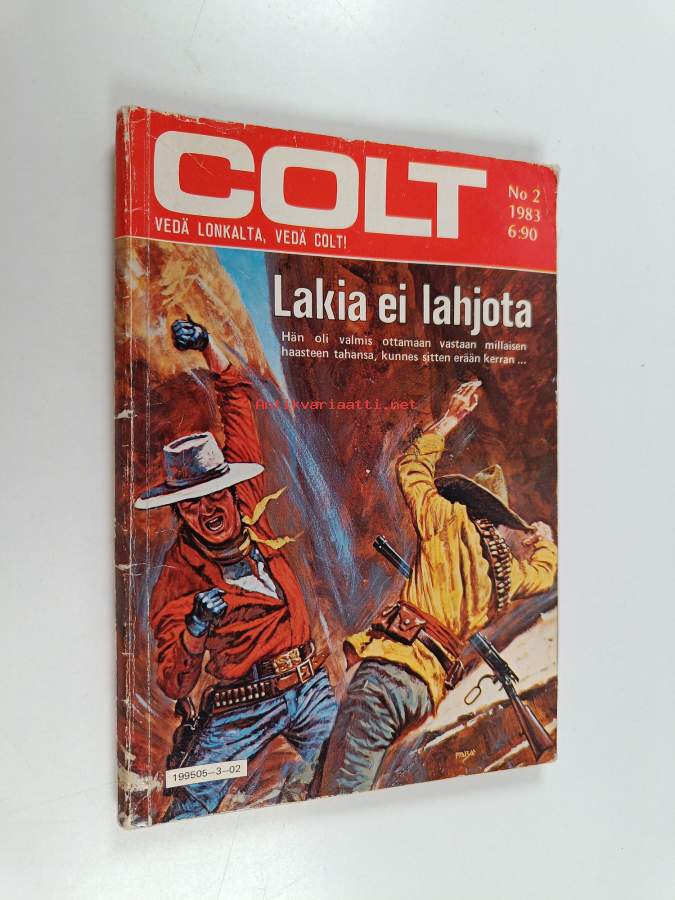 COLT
No 2
1983
6:90
VEDÄ LONKALTA, VEDÄ COLT!
Lakia ei lahjota
Hän oli valmis ottamaan vastaan millaisen
haasteen tahansa, kunnes sitten erään kerran ...
Antikvariaatti.net
199505—3—02